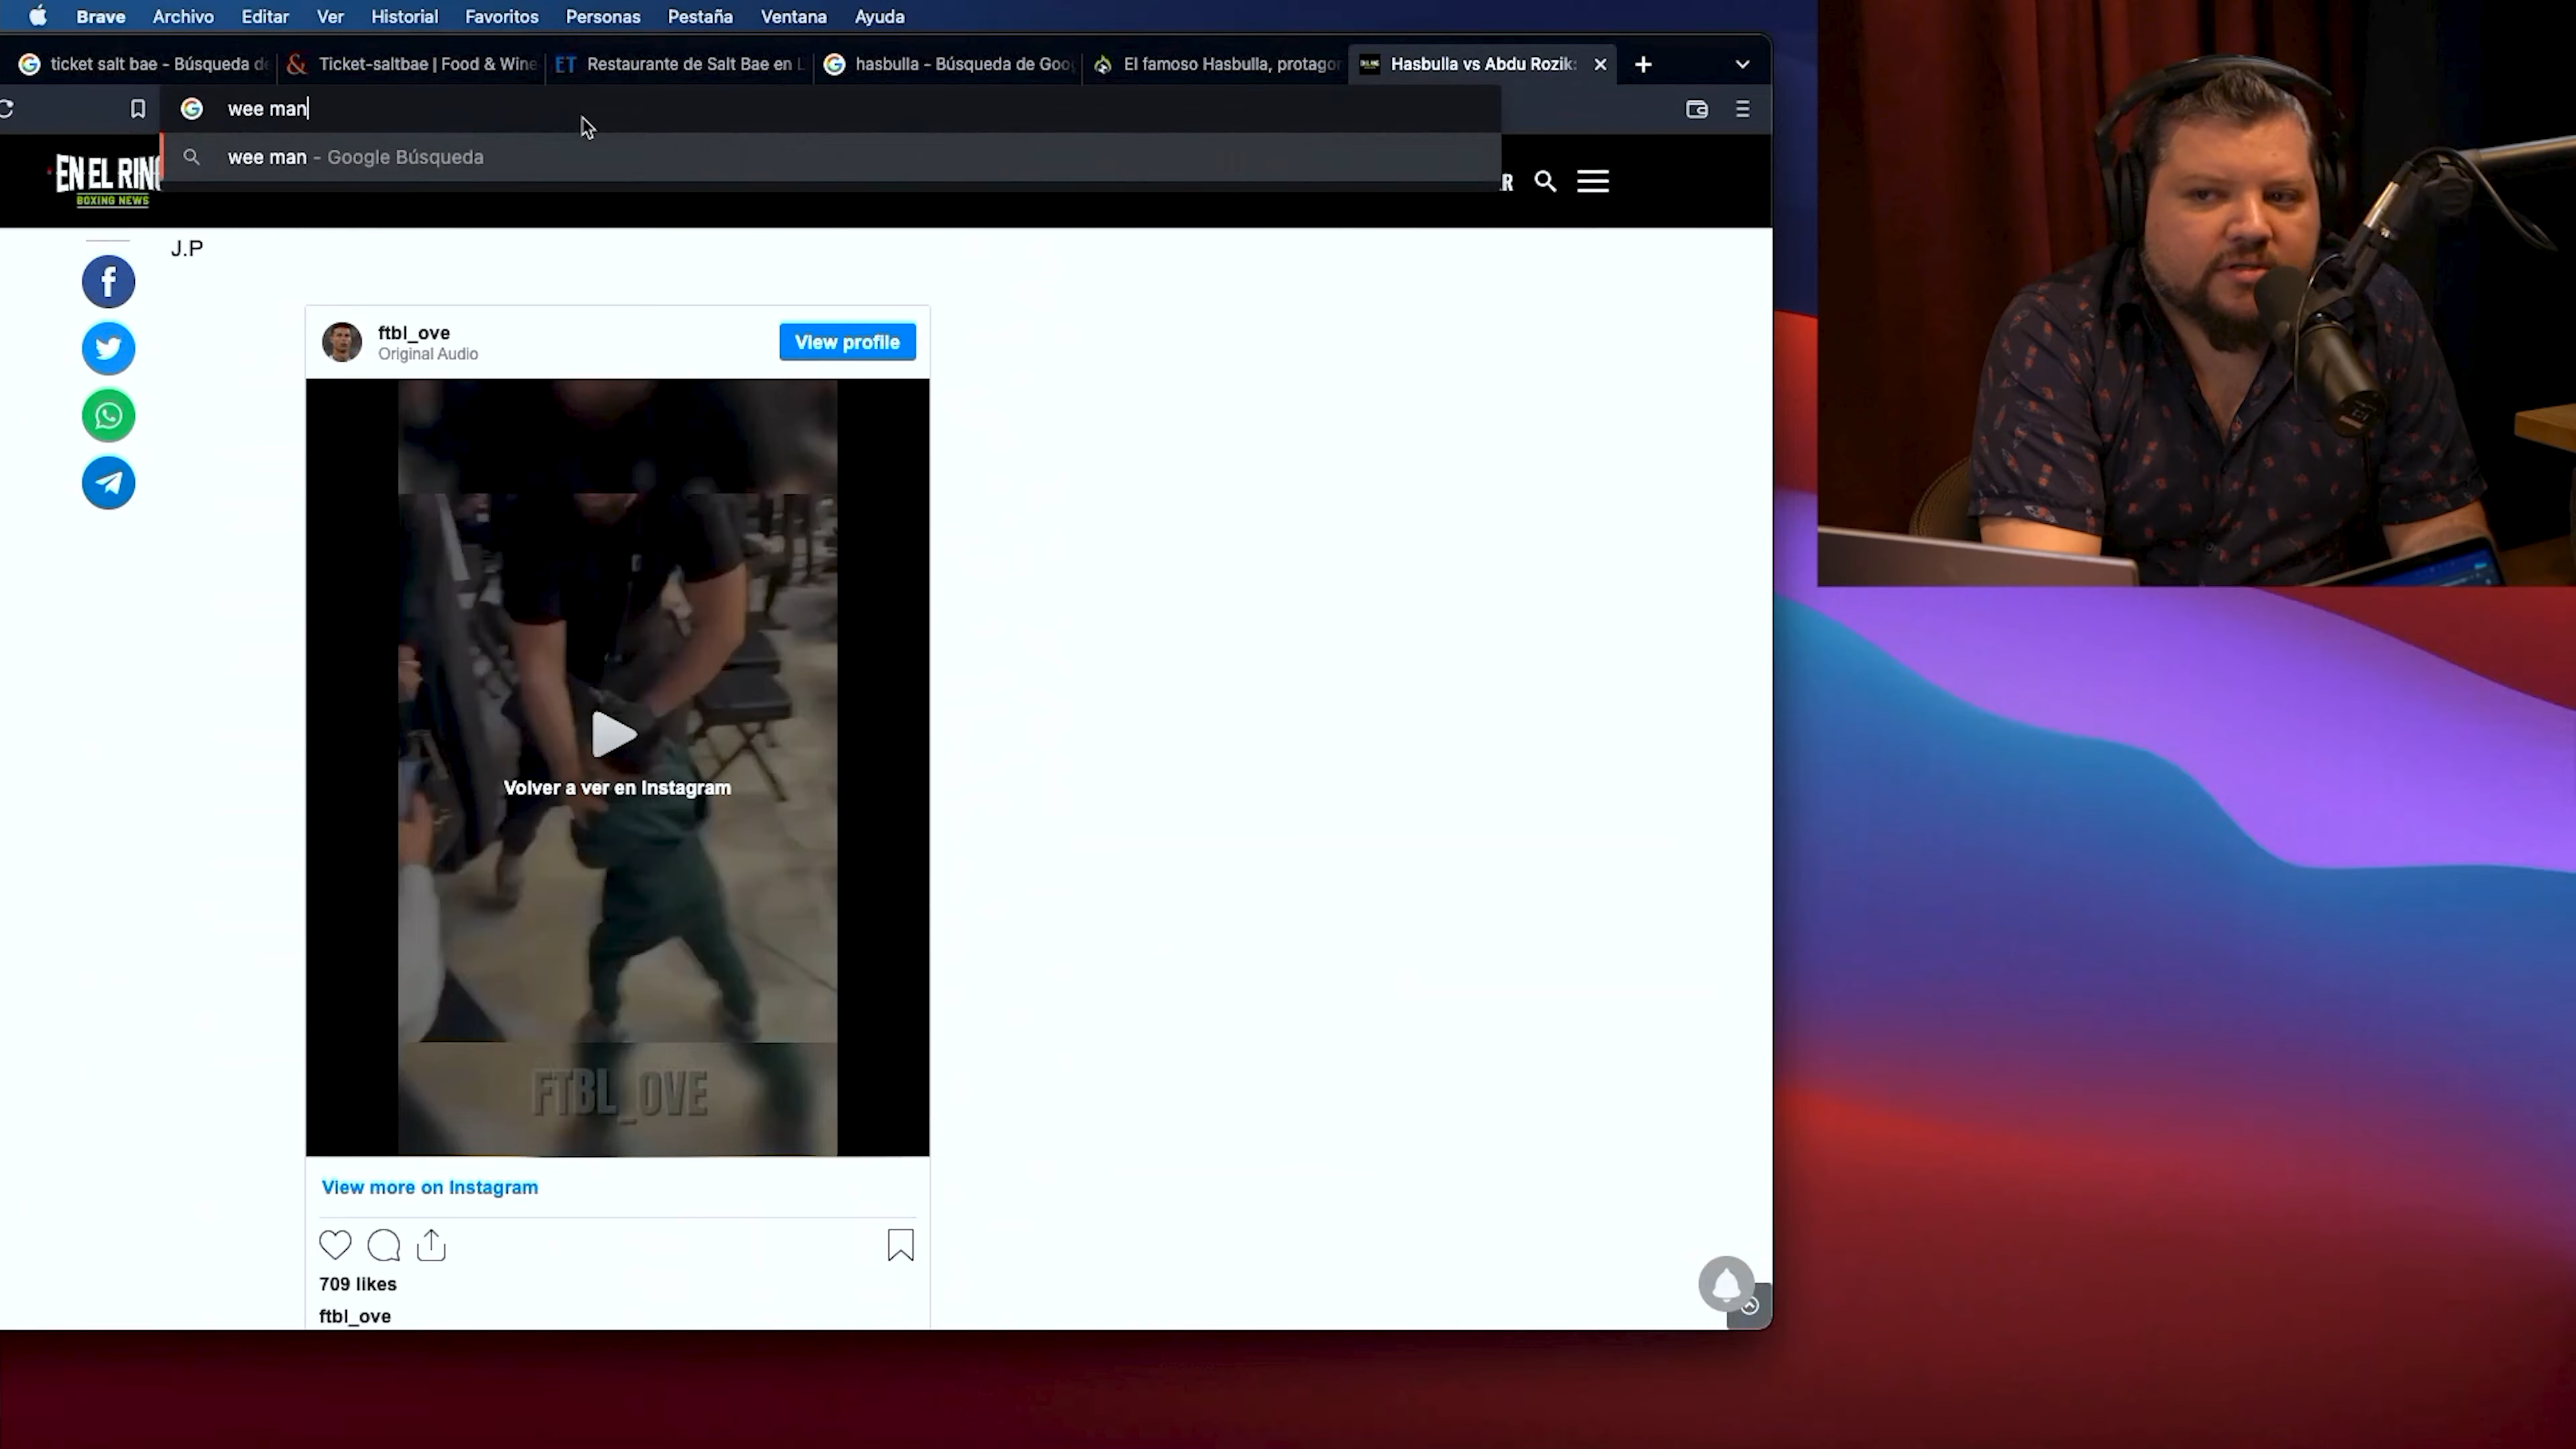 Brave Archivo Editar Ver Historial Favoritos Personas Pestaña Ventana Ayuda
ticket salt bae - Búsqueda de
Ticket-saltbae | Food & Wine
ET Restaurante de Salt Bae en L
hasbulla - Búsqueda de Goo
El famoso Hasbulla, protagon
Hasbulla vs Abdu Rozik:
wee man
wee man - Google Búsqueda
EN EL RING
BOXING NEWS
R
J.P
ftbl_ove
Original Audio
View profile
Volver a ver en Instagram
FTBL_OVE
View more on Instagram
709 likes
ftbl_ove